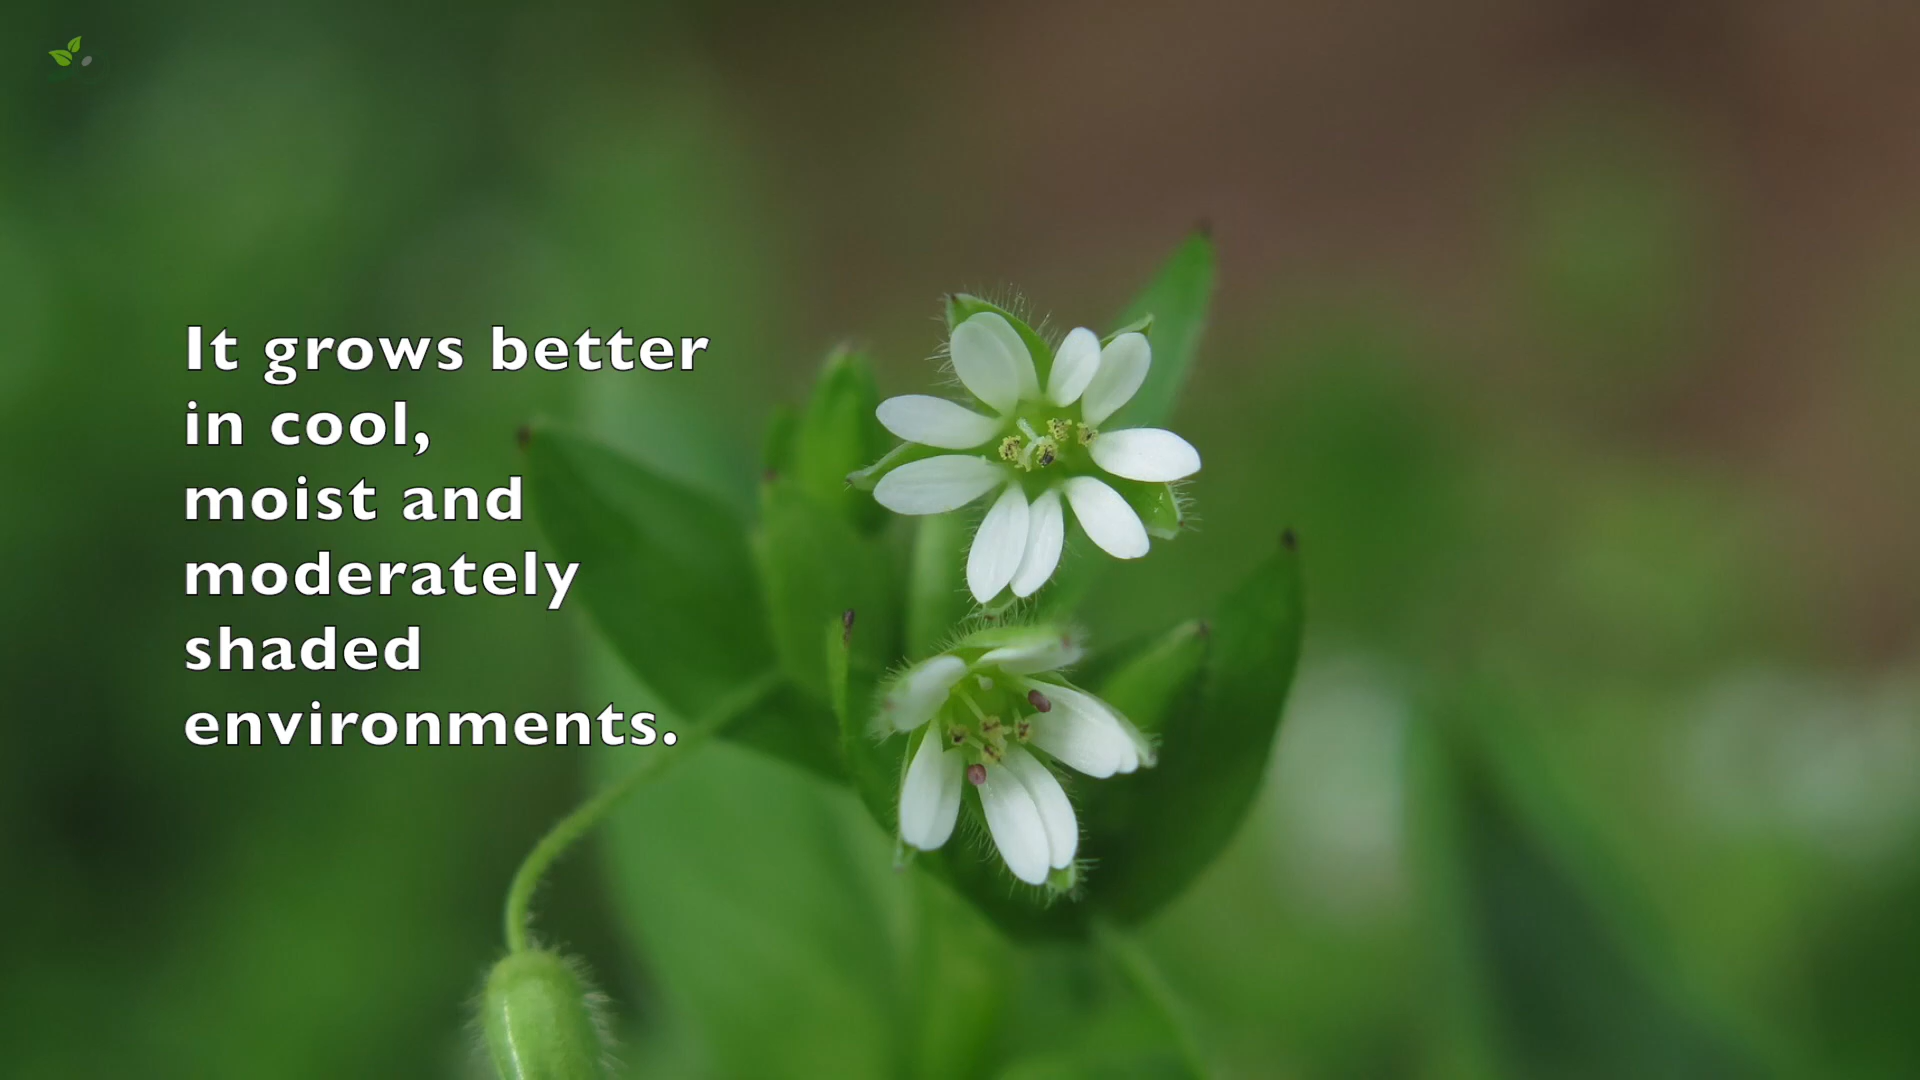 It grows better
in cool,
moist and
moderately
shaded
environments.